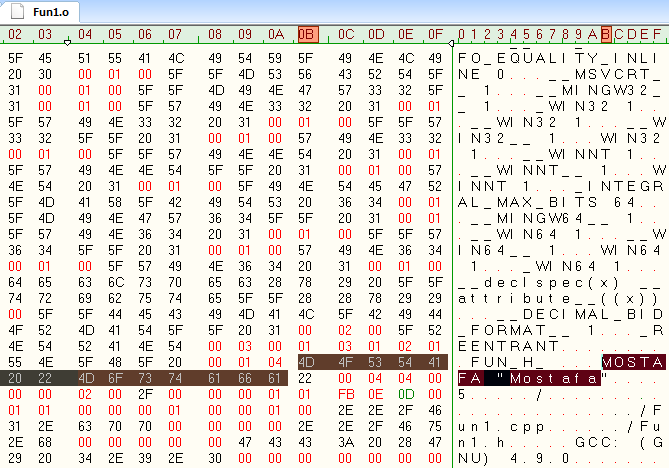 Fun1.o
02 03 04 05 06 07 08 09 0A 0B 0C 0D 0E 0F 0 1 2 3 4 5 6 7 8 9 A B C D E F
5F 45 51 55 41 4C 49 54 59 5F 49 4E 4C 49 FO_EQUALITY_INLI
20 30 00 01 00 5F 5F 4D 53 56 43 52 54 5F NE 0...__MSVCRT_
31 00 01 00 5F 5F 4D 49 4E 47 57 33 32 5F _ 1...__MINGW32_
31 00 01 00 5F 57 49 4E 33 32 20 31 00 01 _ 1..._WIN32 1..
5F 57 49 4E 33 32 20 31 00 01 00 5F 5F 57 .__WIN32 1...__W
33 32 5F 5F 20 31 00 01 00 57 49 4E 33 32 IN32__ 1...WIN32
00 01 00 5F 5F 57 49 4E 4E 54 20 31 00 01 1...__WINNT 1..
5F 57 49 4E 4E 54 5F 5F 20 31 00 01 00 57 .__WINNT__ 1...W
4E 54 20 31 00 01 00 5F 49 4E 54 45 47 52 INNT 1..._INTEGR
5F 4D 41 58 5F 42 49 54 53 20 36 34 00 01 AL_MAX_BITS 64..
5F 4D 49 4E 47 57 36 34 5F 5F 20 31 00 01 .__MINGW64__ 1..
5F 57 49 4E 36 34 20 31 00 01 00 5F 5F 57 .__WIN64 1...__W
36 34 5F 5F 20 31 00 01 00 57 49 4E 36 34 IN64__ 1...WIN64
00 01 00 5F 57 49 4E 36 34 20 31 00 01 00 1..._WIN64 1...
64 65 63 6C 73 70 65 63 28 78 29 20 5F 5F __declspec(x) __
74 72 69 62 75 74 65 5F 5F 28 28 78 29 29 attribute__((x))
00 5F 5F 44 45 43 49 4D 41 4C 5F 42 49 44 ...__DECIMAL_BID
4F 52 4D 41 54 5F 5F 20 31 00 02 00 5F 52 _FORMAT__ 1..._R
4E 54 52 41 4E 54 20 00 03 00 01 03 02 01 EENTRANT .......
55 4E 5F 48 5F 20 00 01 04 4D 4F 53 54 41 .FUN_H_ ...MOSTA
20 22 4D 6F 73 74 61 66 61 22 00 04 04 00 FA "Mostafa"....
00 00 02 00 2F 00 00 00 01 01 FB 0E 0D 00 5...../.........
01 01 00 00 00 01 00 00 01 00 2E 2E 2F 46 ............../F
31 2E 63 70 70 00 00 00 00 2E 2E 2F 46 75 un1.cpp....../Fu
2E 68 00 00 00 00 00 47 43 43 3A 20 28 47 n1.h.....GCC: (G
29 20 34 2E 39 2E 30 00 00 00 00 00 00 00 NU) 4.9.0.......